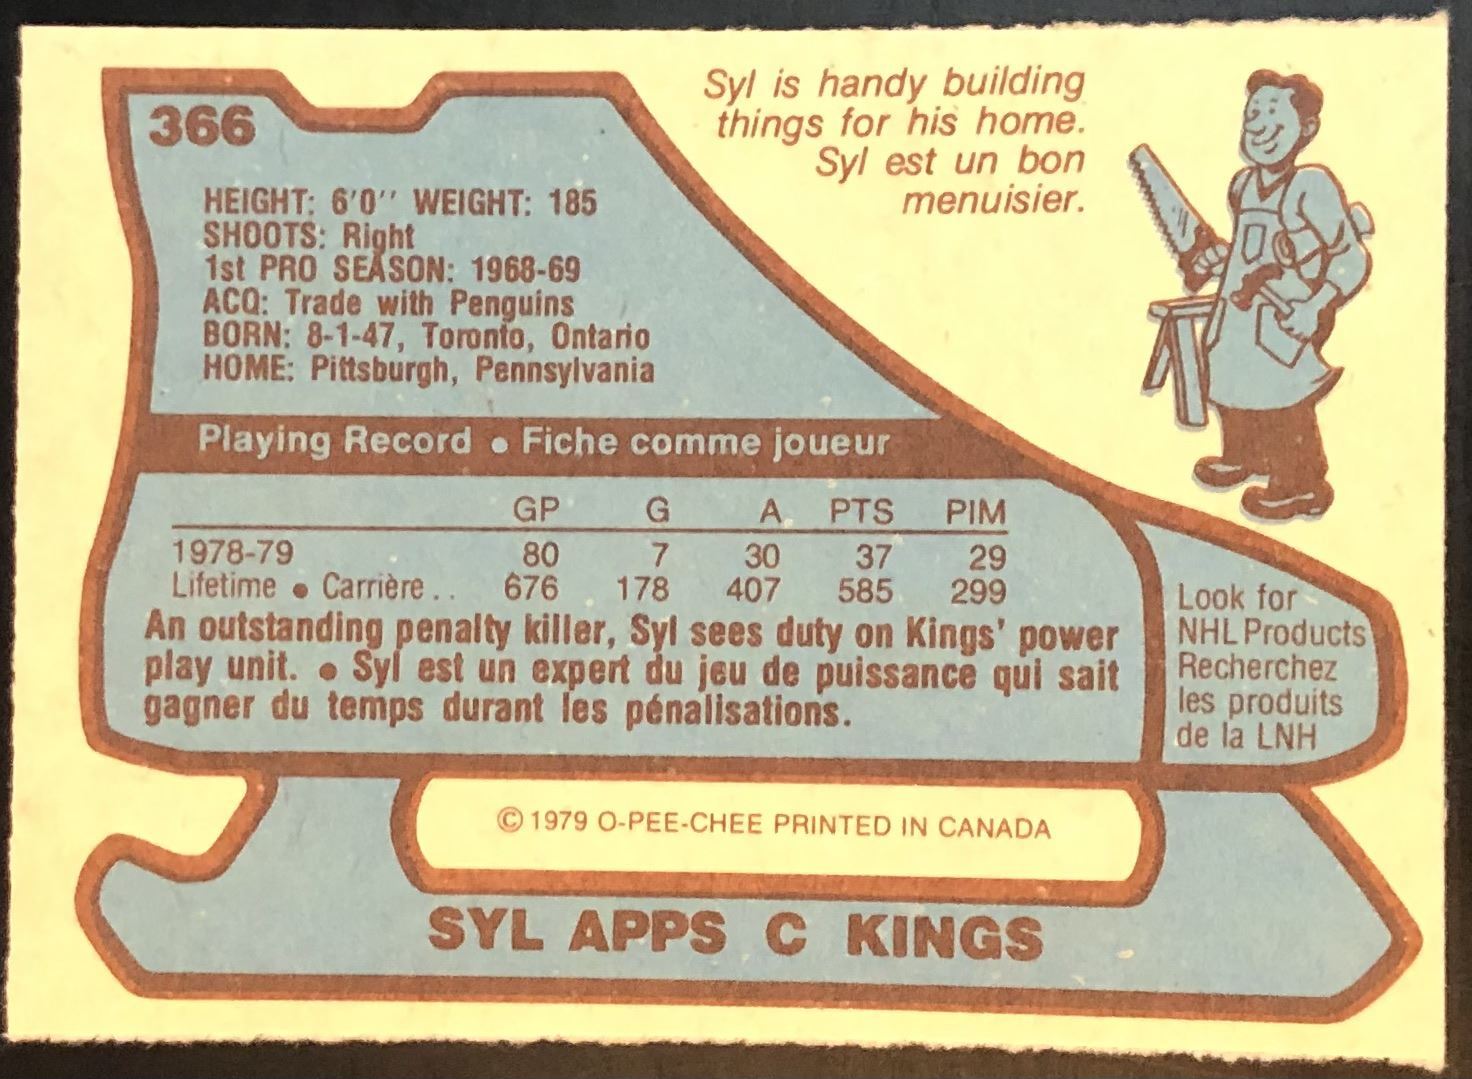 366
Syl is handy building
things for his home.
Syl est un bon
menuisier.
HEIGHT: 6'0" WEIGHT: 185
SHOOTS: Right
1st PRO SEASON: 1968-69
ACQ: Trade with Penguins
BORN: 8-1-47, Toronto, Ontario
HOME: Pittsburgh, Pennsylvania
Playing Record • Fiche comme joueur
GP G A PTS PIM
1978-79 80 7 30 37 29
Lifetime • Carrière . . 676 178 407 585 299
An outstanding penalty killer, Syl sees duty on Kings' power
play unit. • Syl est un expert du jeu de puissance qui sait
gagner du temps durant les pénalisations.
Look for
NHL Products
Recherchez
les produits
de la LNH
© 1979 O-PEE-CHEE PRINTED IN CANADA
SYL APPS C KINGS